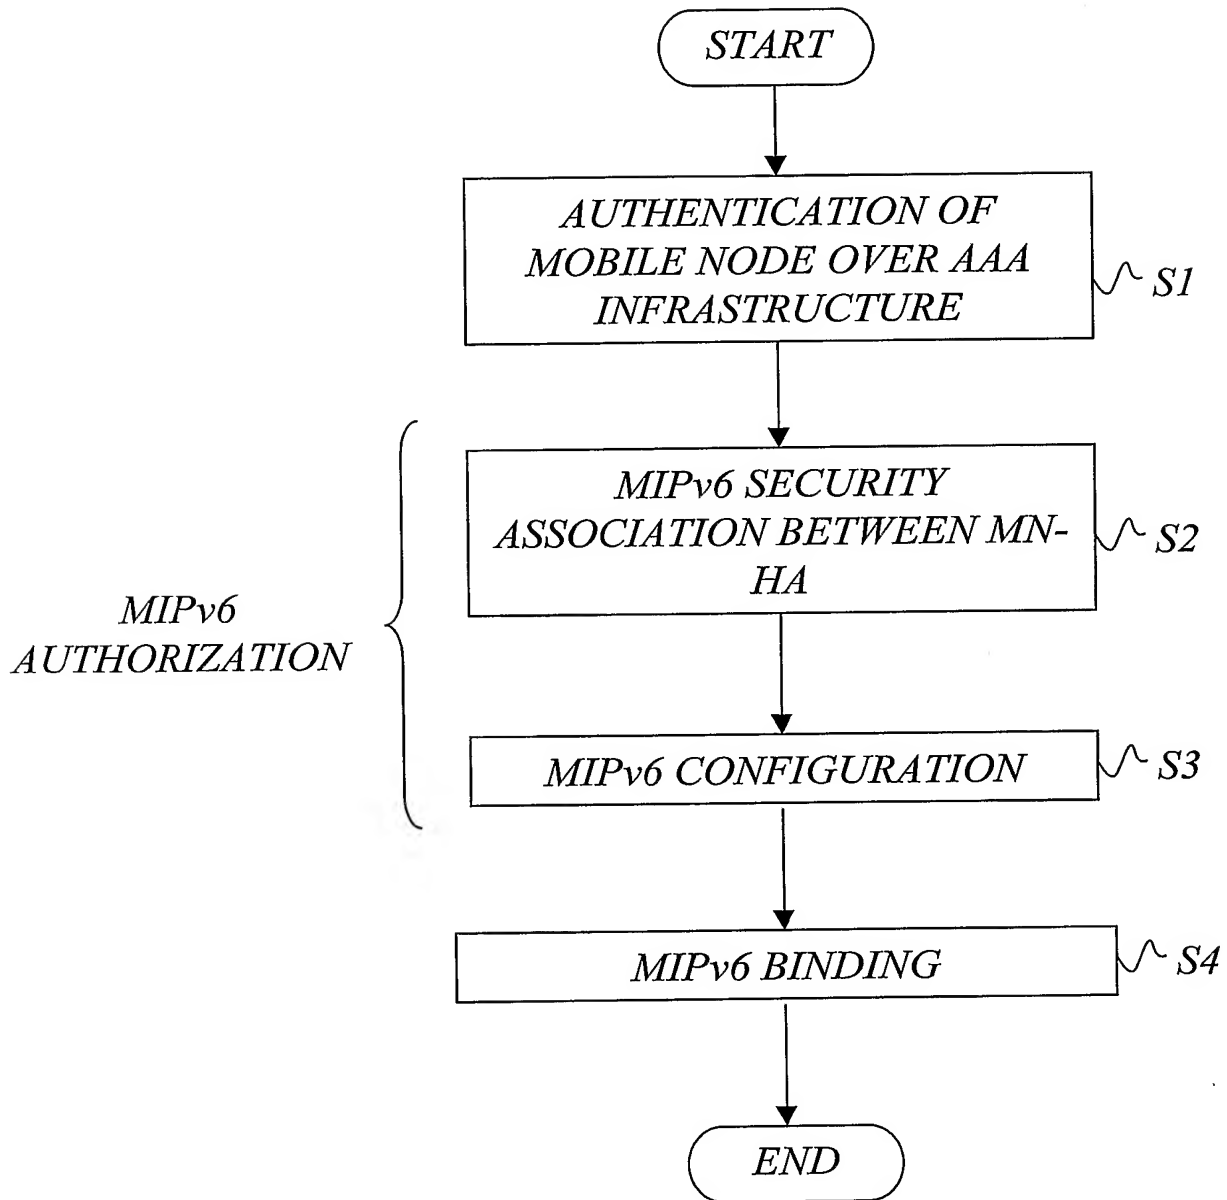 START
AUTHENTICATION OF
MOBILE NODE OVER AAA
INFRASTRUCTURE
S1
MIPv6 SECURITY
ASSOCIATION BETWEEN MN-
HA
S2
MIPv6
AUTHORIZATION
MIPv6 CONFIGURATION
S3
MIPv6 BINDING
S4
END